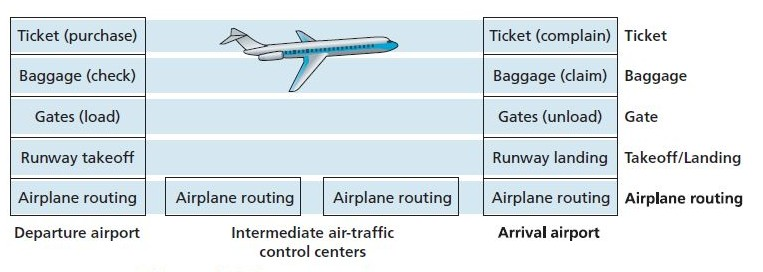 Ticket (purchase) Ticket (complain) Ticket
Baggage (check) Baggage (claim) Baggage
Gates (load) Gates (unload) Gate
Runway takeoff Runway landing Takeoff/Landing
Airplane routing Airplane routing Airplane routing Airplane routing Airplane routing
Departure airport Intermediate air-traffic Arrival airport
control centers